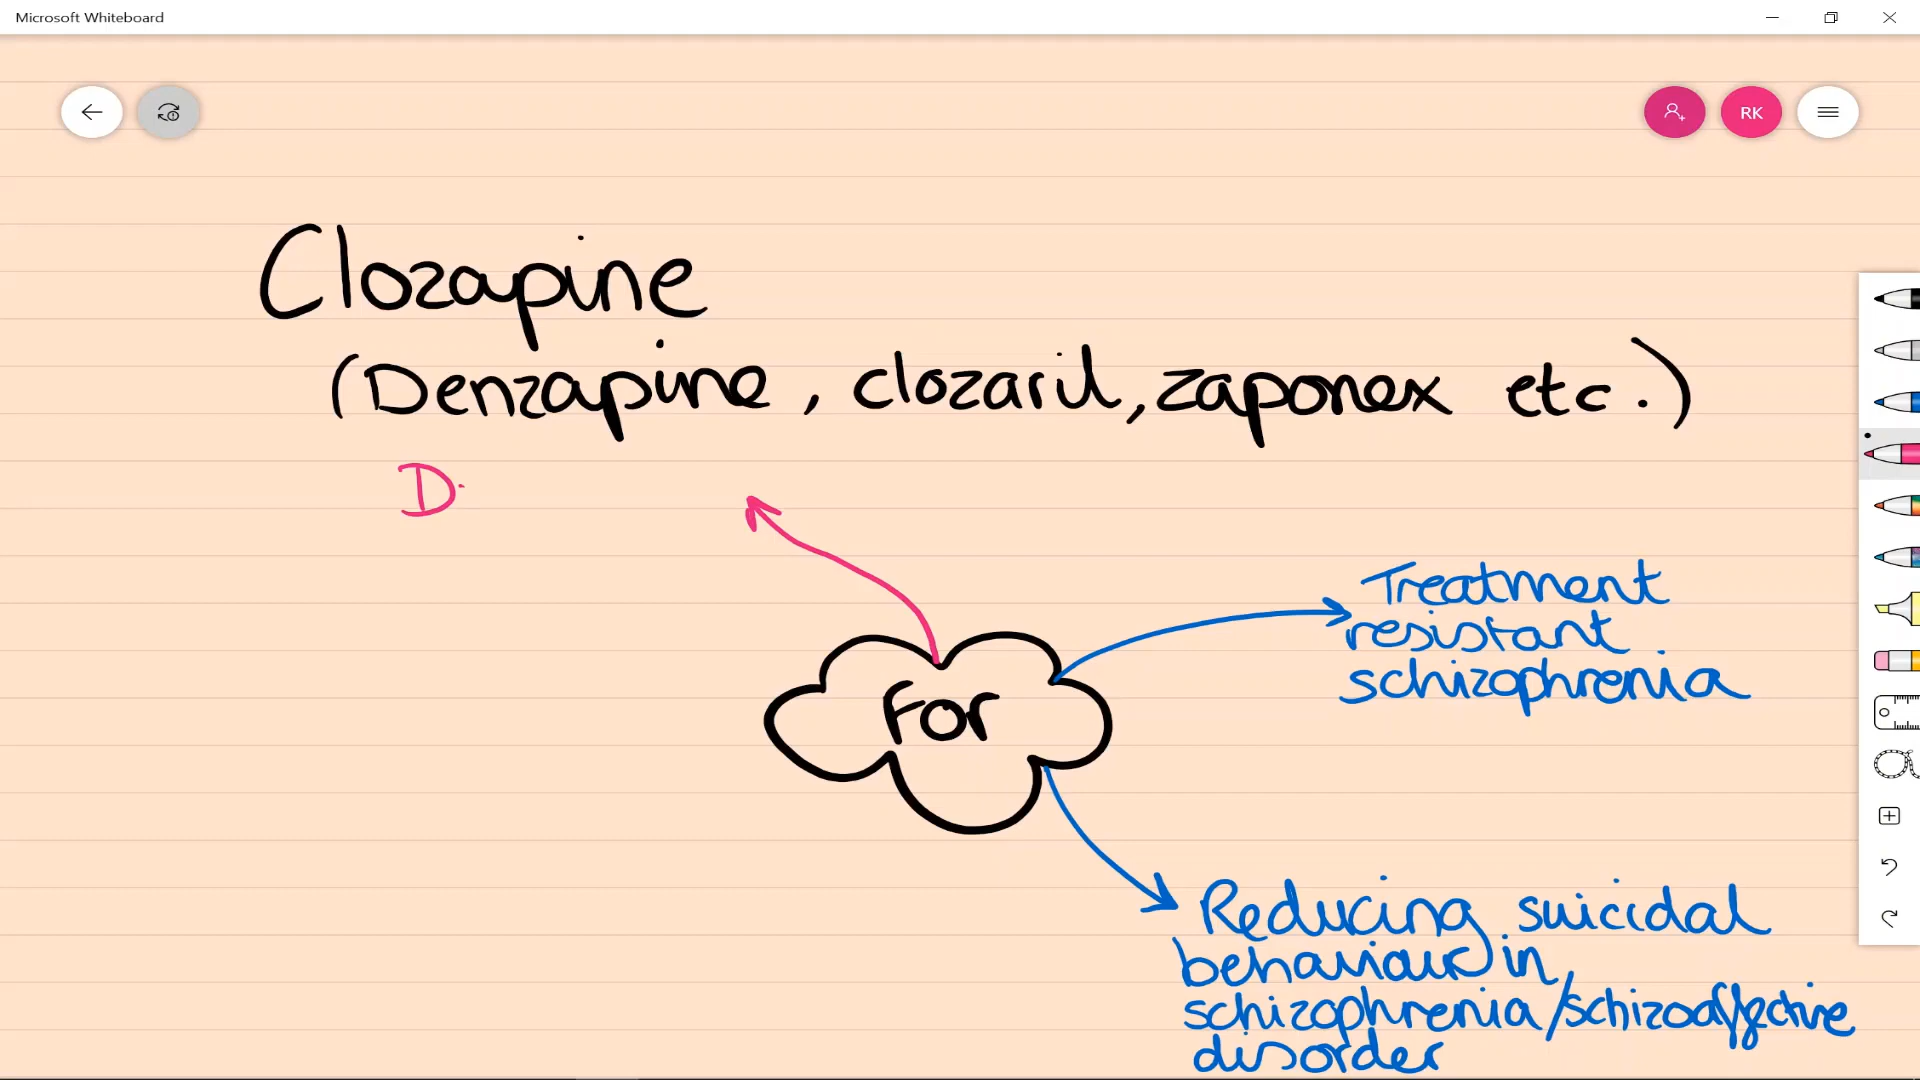 Microsoft Whiteboard
RK
Clozapine
(Denzapine, clozaril, zaponex etc.)
D
Treatment
resistant
schizophrenia
For
Reducing suicidal
behaviour in
schizophrenia/schizoaffective
disorder